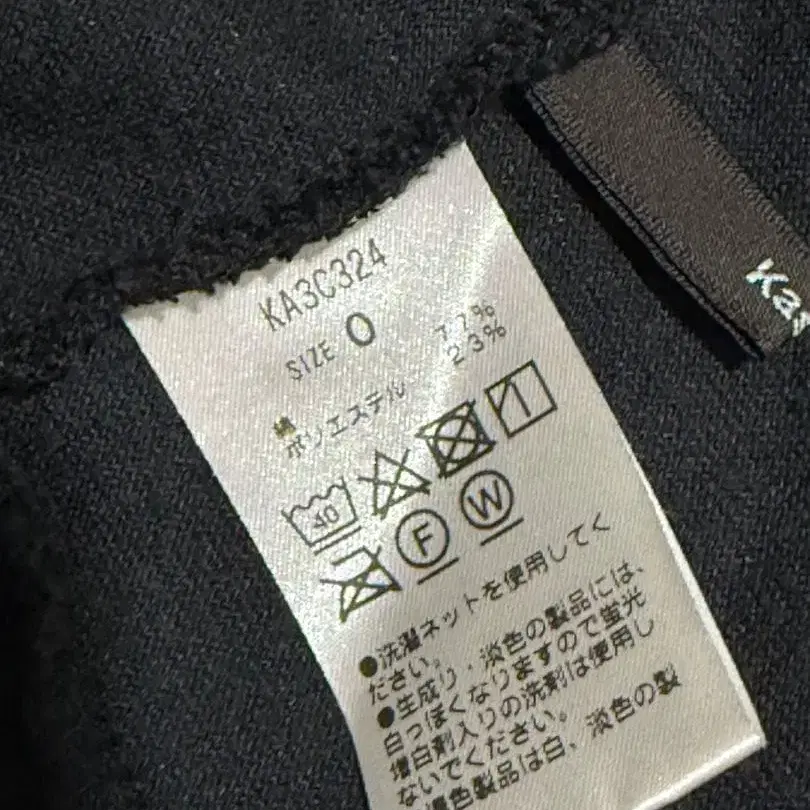 KA3C324
SIZE 0
綿 77%
ポリエステル 23%
40
F W
●洗濯ネットを使用してく
ださい。
●生成り、淡色の製品には、
白っぽくなりますので蛍光
増白剤入りの洗剤は使用し
ないでください。
濃色製品は白、淡色の製
Kas